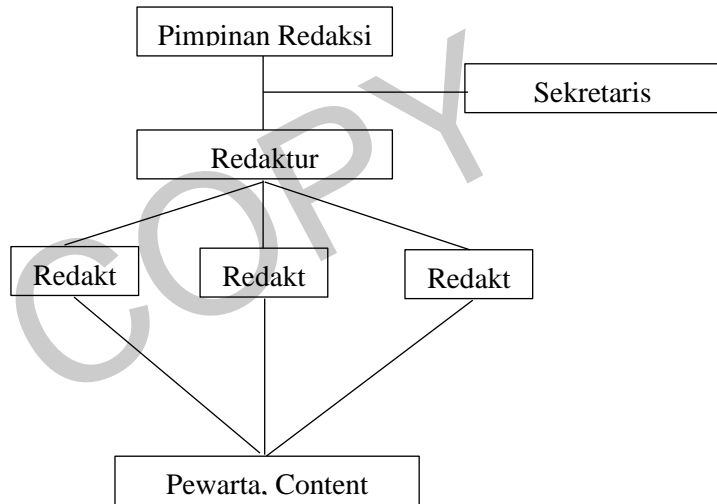 Pimpinan Redaksi
Sekretaris
Redaktur
Redakt Redakt Redakt
Pewarta, Content
COPY